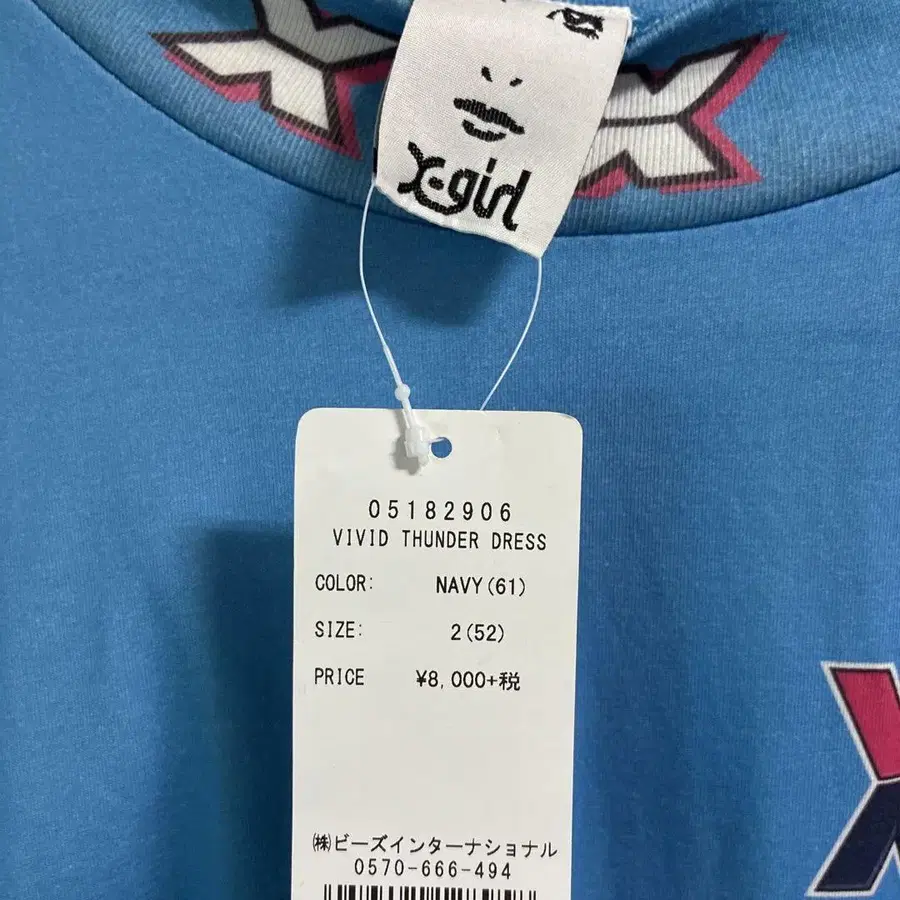 X-girl
05182906
VIVID THUNDER DRESS
COLOR: NAVY(61)
SIZE: 2(52)
PRICE ¥8,000+税
㈱ビーズインターナショナル
0570-666-494